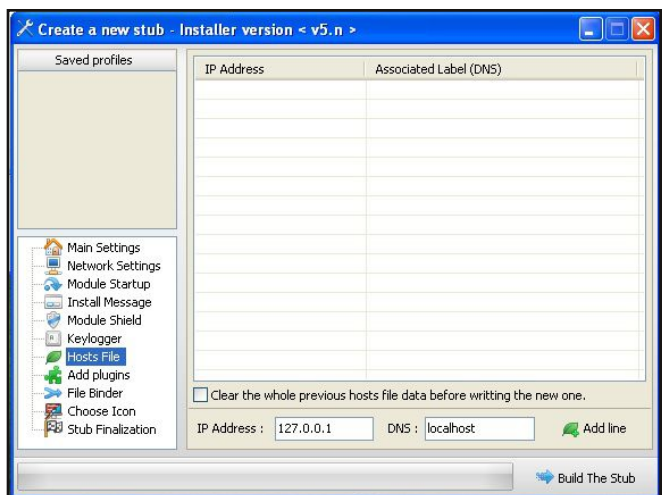 Create a new stub - Installer version < v5.n >
Saved profiles
IP Address
Associated Label (DNS)
Main Settings
Network Settings
Module Startup
Install Message
Module Shield
Keylogger
Hosts File
Add plugins
File Binder
Choose Icon
Stub Finalization
Clear the whole previous hosts file data before writting the new one.
IP Address : 127.0.0.1 DNS : localhost Add line
Build The Stub